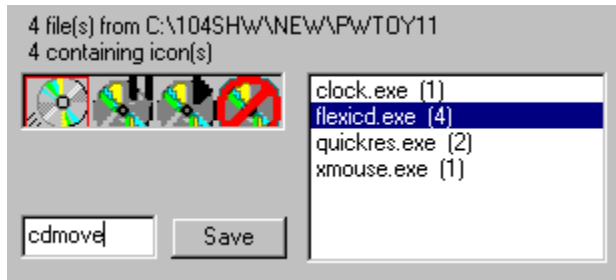 4 file(s) from C:\104SHW\NEW\PWTOY11
4 containing icon(s)
clock.exe (1)
flexicd.exe (4)
quickres.exe (2)
xmouse.exe (1)
cdmove
Save